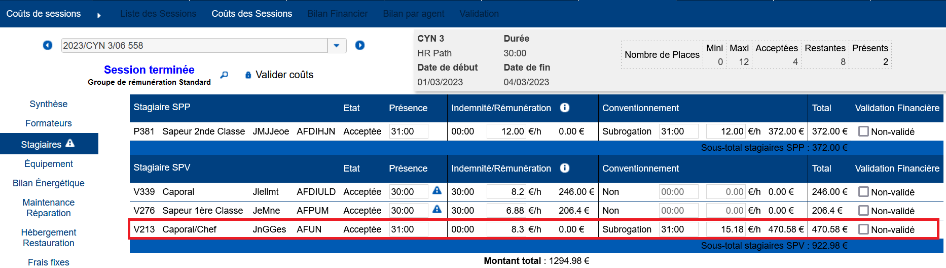 Coûts de sessions Liste des Sessions Coûts des Sessions Bilan Financier Bilan par agent Validation
2023/CYN 3/06 558
Session terminée
Groupe de rémunération Standard
Valider coûts
CYN 3 Durée
HR Path 30:00
Date de début Date de fin
01/03/2023 04/03/2023
Mini Maxi Acceptées Restantes Présents
Nombre de Places 0 12 4 8 2
Synthèse
Formateurs
Stagiaires
Équipement
Bilan Énergétique
Maintenance
Réparation
Hébergement
Restauration
Frais fixes
Stagiaire SPP Etat Présence Indemnité/Rémunération Conventionnement Total Validation Financière
P381 Sapeur 2nde Classe JMJJeoe AFDIHJN Acceptée 31:00 00:00 12.00 €/h 0.00 € Subrogation 31:00 12.00 €/h 372.00 € 372.00 € Non-validé
Sous-total stagiaires SPP : 372.00 €
Stagiaire SPV Etat Présence Indemnité/Rémunération Conventionnement Total Validation Financière
V339 Caporal Jlellmt AFDIULD Acceptée 30:00 30:00 8.2 €/h 246.00 € Non 00:00 0.00 €/h 0.00 € 246.00 € Non-validé
V276 Sapeur 1ère Classe JeMne AFPUM Acceptée 30:00 30:00 6.88 €/h 206.4 € Non 00:00 0.00 €/h 0.00 € 206.4 € Non-validé
V213 Caporal/Chef JnGGes AFUN Acceptée 31:00 00:00 8.3 €/h 0.00 € Subrogation 31:00 15.18 €/h 470.58 € 470.58 € Non-validé
Sous-total stagiaires SPV : 922.98 €
Montant total : 1294.98 €